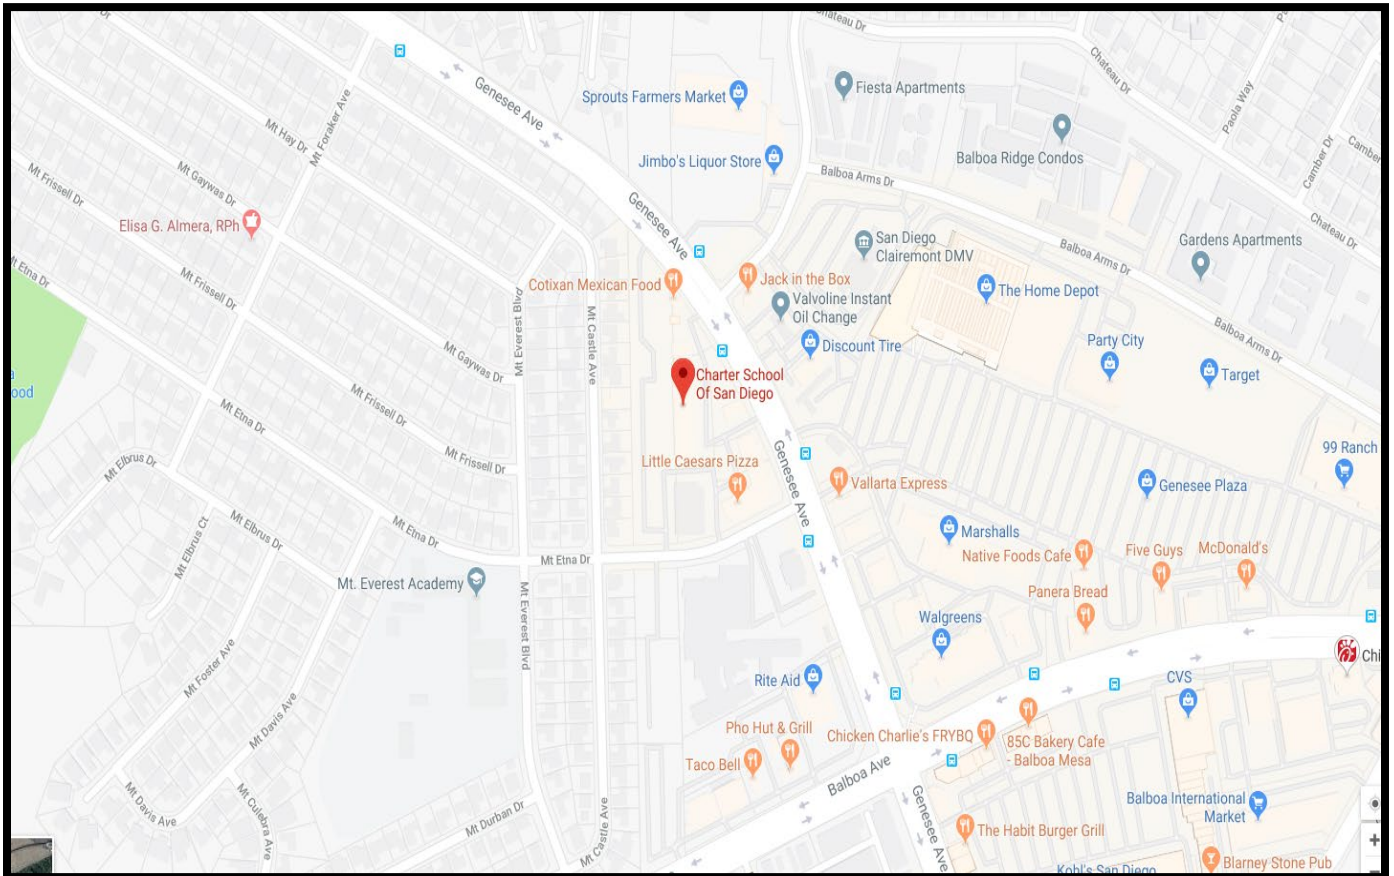 Chateau Dr
Genesee Ave
Sprouts Farmers Market
Fiesta Apartments
Chateau Dr
Paola Way
Mt Foraker Ave
Mt Hay Dr
Balboa Ridge Condos
Camber Dr
Camber
Jimbo's Liquor Store
Balboa Arms Dr
Mt Gaywas Dr
Mt Frissell Dr
Elisa G. Almera, RPh
Genesee Ave
San Diego
Clairemont DMV
Gardens Apartments
Chateau Dr
Balboa Arms Dr
Mt Etna Dr
Mt Frissell Dr
Cotixan Mexican Food
Jack in the Box
The Home Depot
Valvoline Instant
Oil Change
Mt Everest Blvd
Mt Castle Ave
Balboa Arms Dr
Discount Tire
Party City
Target
Mt Gaywas Dr
Charter School
Of San Diego
ood
Mt Etna Dr
Mt Frissell Dr
Mt Frissell Dr
Mt Elbrus Dr
Little Caesars Pizza
Genesee Ave
Vallarta Express
99 Ranch
Genesee Plaza
Mt Elbrus Dr
Mt Etna Dr
Mt Elbrus Ct
Mt Etna Dr
Marshalls
Native Foods Cafe
Five Guys
McDonald's
Mt. Everest Academy
Panera Bread
Mt Everest Blvd
Walgreens
Mt Foster Ave
Chi
Rite Aid
CVS
Mt Davis Ave
Pho Hut & Grill
Chicken Charlie's FRYBQ
85C Bakery Cafe
- Balboa Mesa
Taco Bell
Balboa Ave
Mt Davis Ave
Mt Culebra Ave
Mt Durban Dr
Mt Castle Ave
Genesee Ave
Balboa International
Market
The Habit Burger Grill
Blarney Stone Pub
Kohl's San Diego